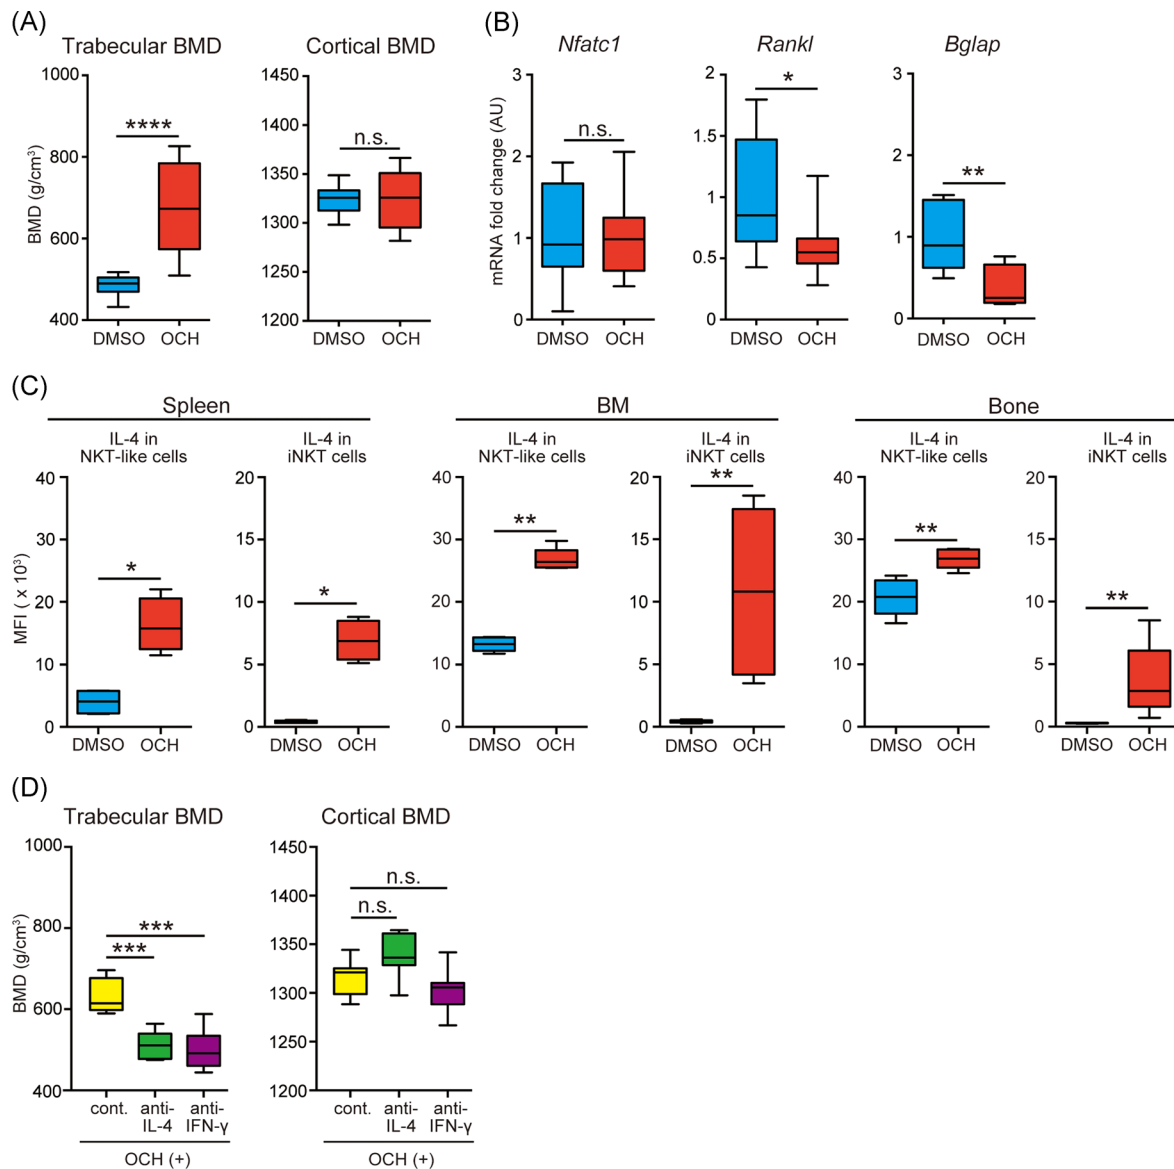 (A)
Trabecular BMD
Cortical BMD
BMD (g/cm³)
1000
800
600
400
****
DMSO
OCH
1450
1400
1350
1300
1250
1200
n.s.
DMSO
OCH
(B)
Nfatc1
Rankl
Bglap
mRNA fold change (AU)
3
2
1
0
n.s.
DMSO
OCH
2
1.5
1
0.5
0
*
DMSO
OCH
3
2
1
0
**
DMSO
OCH
(C)
Spleen
BM
Bone
IL-4 in
NKT-like cells
MFI ( x 10³)
40
30
20
10
0
*
DMSO
OCH
IL-4 in
iNKT cells
20
15
10
5
0
*
DMSO
OCH
IL-4 in
NKT-like cells
40
30
20
10
0
**
DMSO
OCH
IL-4 in
iNKT cells
20
15
10
5
0
**
DMSO
OCH
IL-4 in
NKT-like cells
40
30
20
10
0
**
DMSO
OCH
IL-4 in
iNKT cells
20
15
10
5
0
**
DMSO
OCH
(D)
Trabecular BMD
BMD (g/cm³)
1000
800
600
400
***
***
cont.
anti-
IL-4
anti-
IFN-γ
OCH (+)
Cortical BMD
1450
1400
1350
1300
1250
1200
n.s.
n.s.
cont.
anti-
IL-4
anti-
IFN-γ
OCH (+)